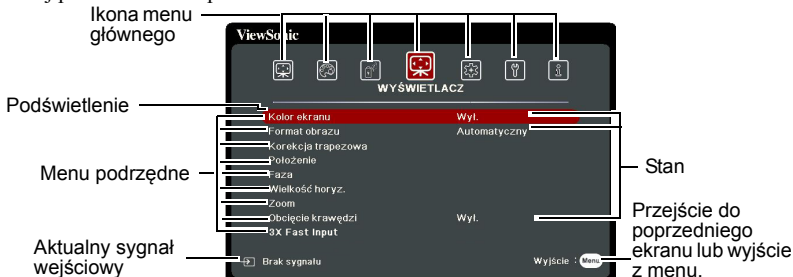 Ikona menu
głównego
ViewSonic
WYŚWIETLACZ
Podświetlenie
Kolor ekranu Wył.
Format obrazu Automatyczny
Korekcja trapezowa
Położenie
Faza
Menu podrzędne
Stan
Wielkość horyz.
Zoom
Obcięcie krawędzi Wył.
3X Fast Input
Przejście do
poprzedniego
ekranu lub wyjście
z menu.
Aktualny sygnał
wejściowy
Brak sygnału Wyjście : Menu